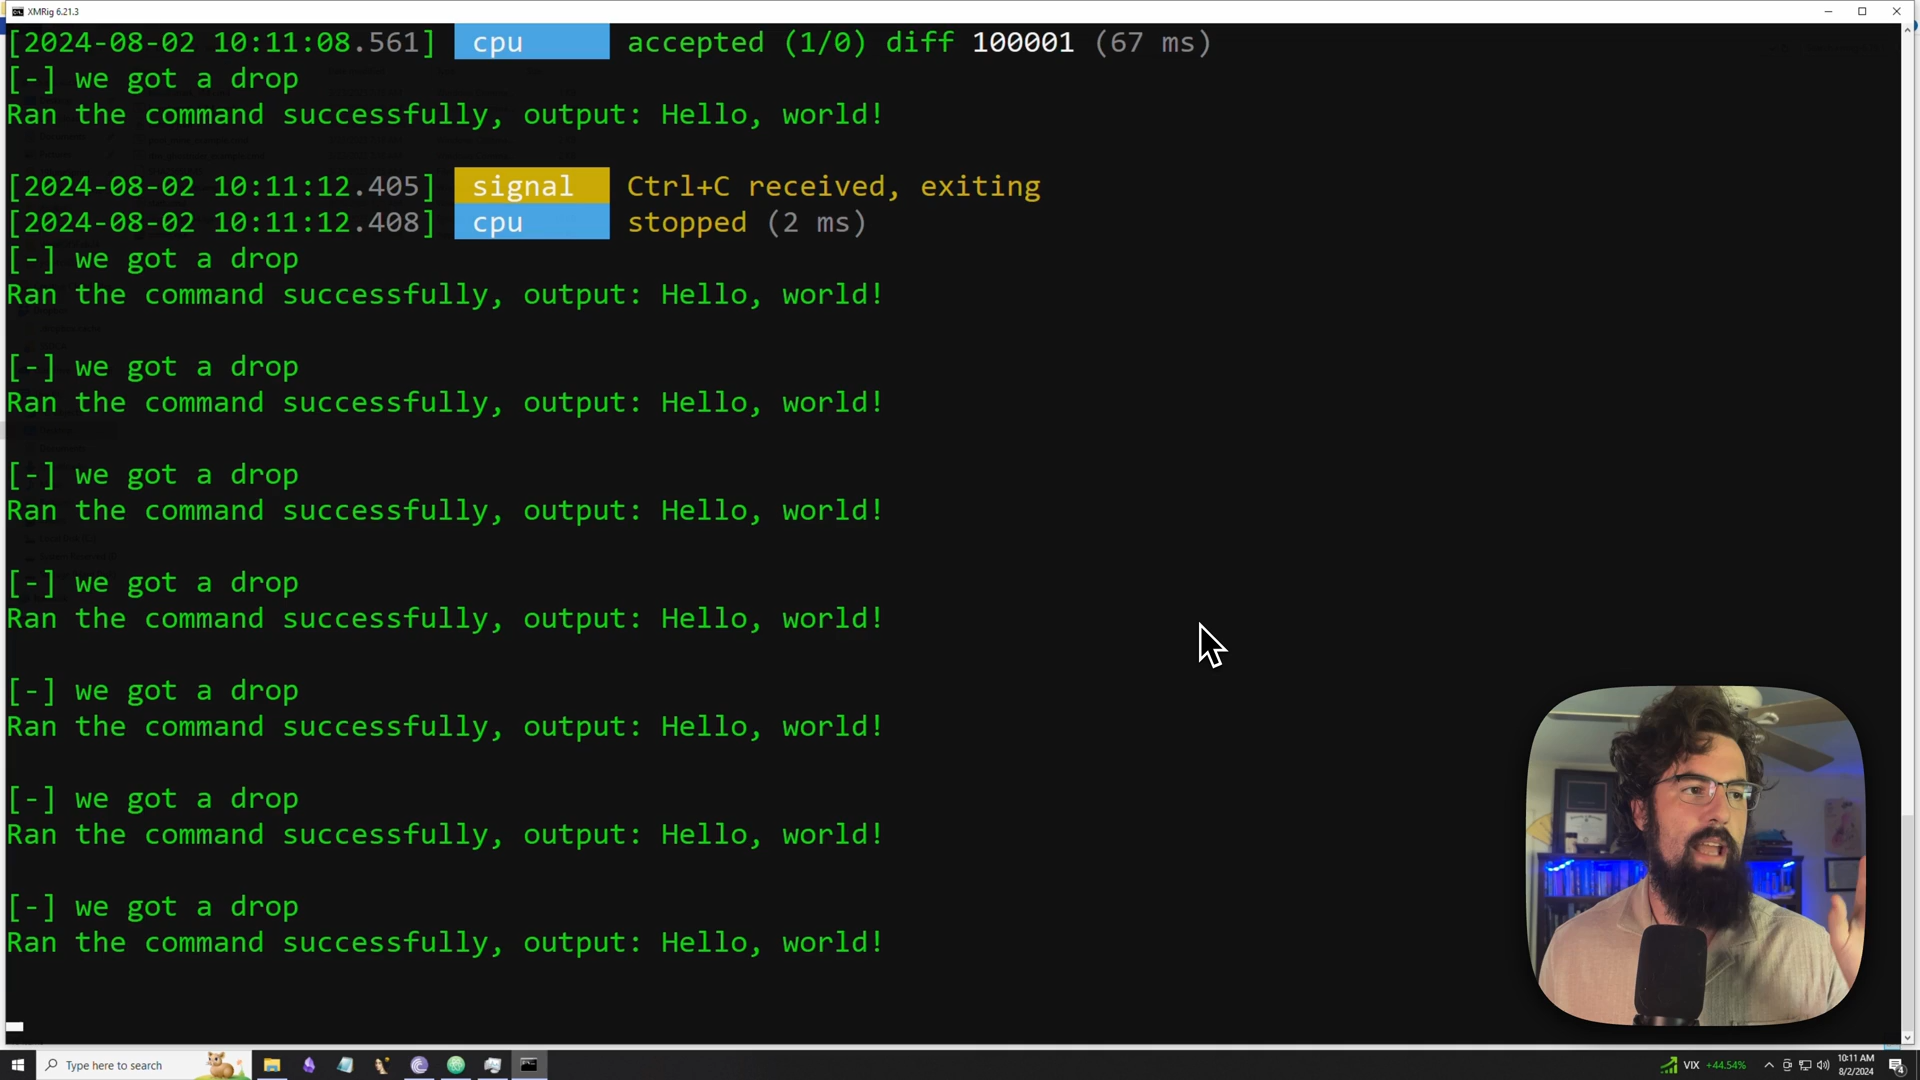 XMRig 6.21.3
[2024-08-02 10:11:08.561] cpu accepted (1/0) diff 100001 (67 ms)
[-] we got a drop
Ran the command successfully, output: Hello, world!
[2024-08-02 10:11:12.405] signal Ctrl+C received, exiting
[2024-08-02 10:11:12.408] cpu stopped (2 ms)
[-] we got a drop
Ran the command successfully, output: Hello, world!
[-] we got a drop
Ran the command successfully, output: Hello, world!
[-] we got a drop
Ran the command successfully, output: Hello, world!
[-] we got a drop
Ran the command successfully, output: Hello, world!
[-] we got a drop
Ran the command successfully, output: Hello, world!
[-] we got a drop
Ran the command successfully, output: Hello, world!
[-] we got a drop
Ran the command successfully, output: Hello, world!
Type here to search
VIX +44.54%
10:11 AM
8/2/2024